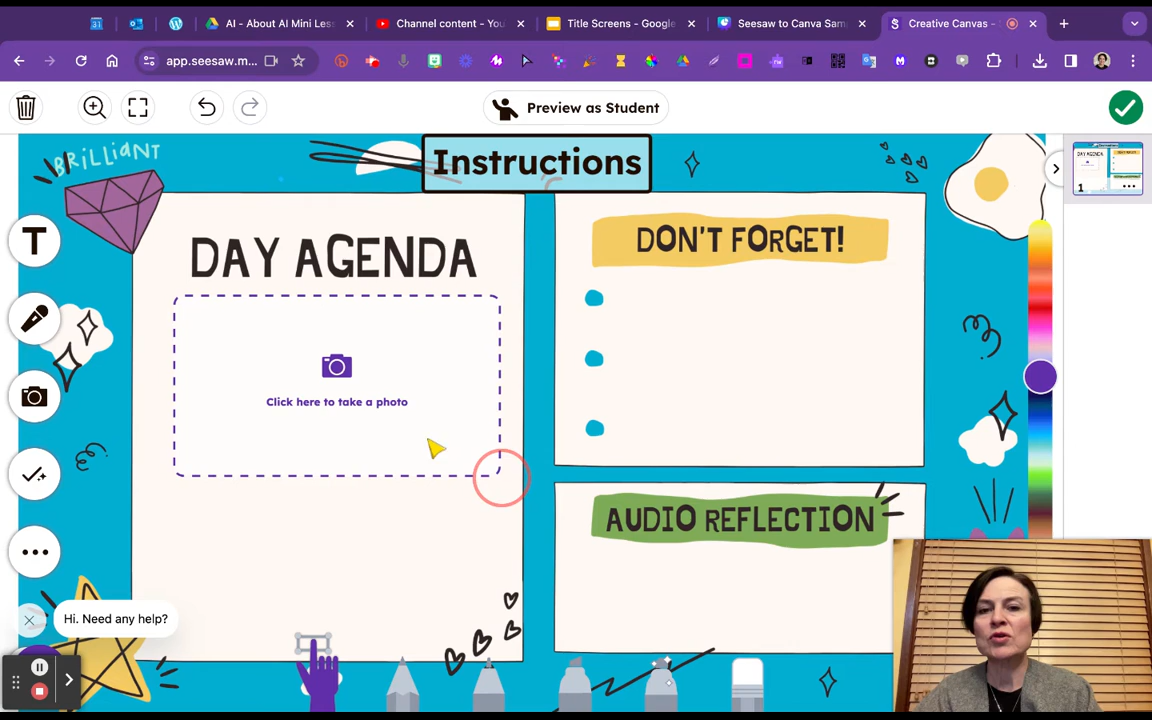 AI - About AI Mini Les
Channel content - You
Title Screens - Google
Seesaw to Canva Sam
Creative Canvas -
app.seesaw.m...
Preview as Student
BRILLIANT
Instructions
DAY AGENDA
Click here to take a photo
DON'T FORGET!
AUDIO REFLECTION
T
Hi. Need any help?
1